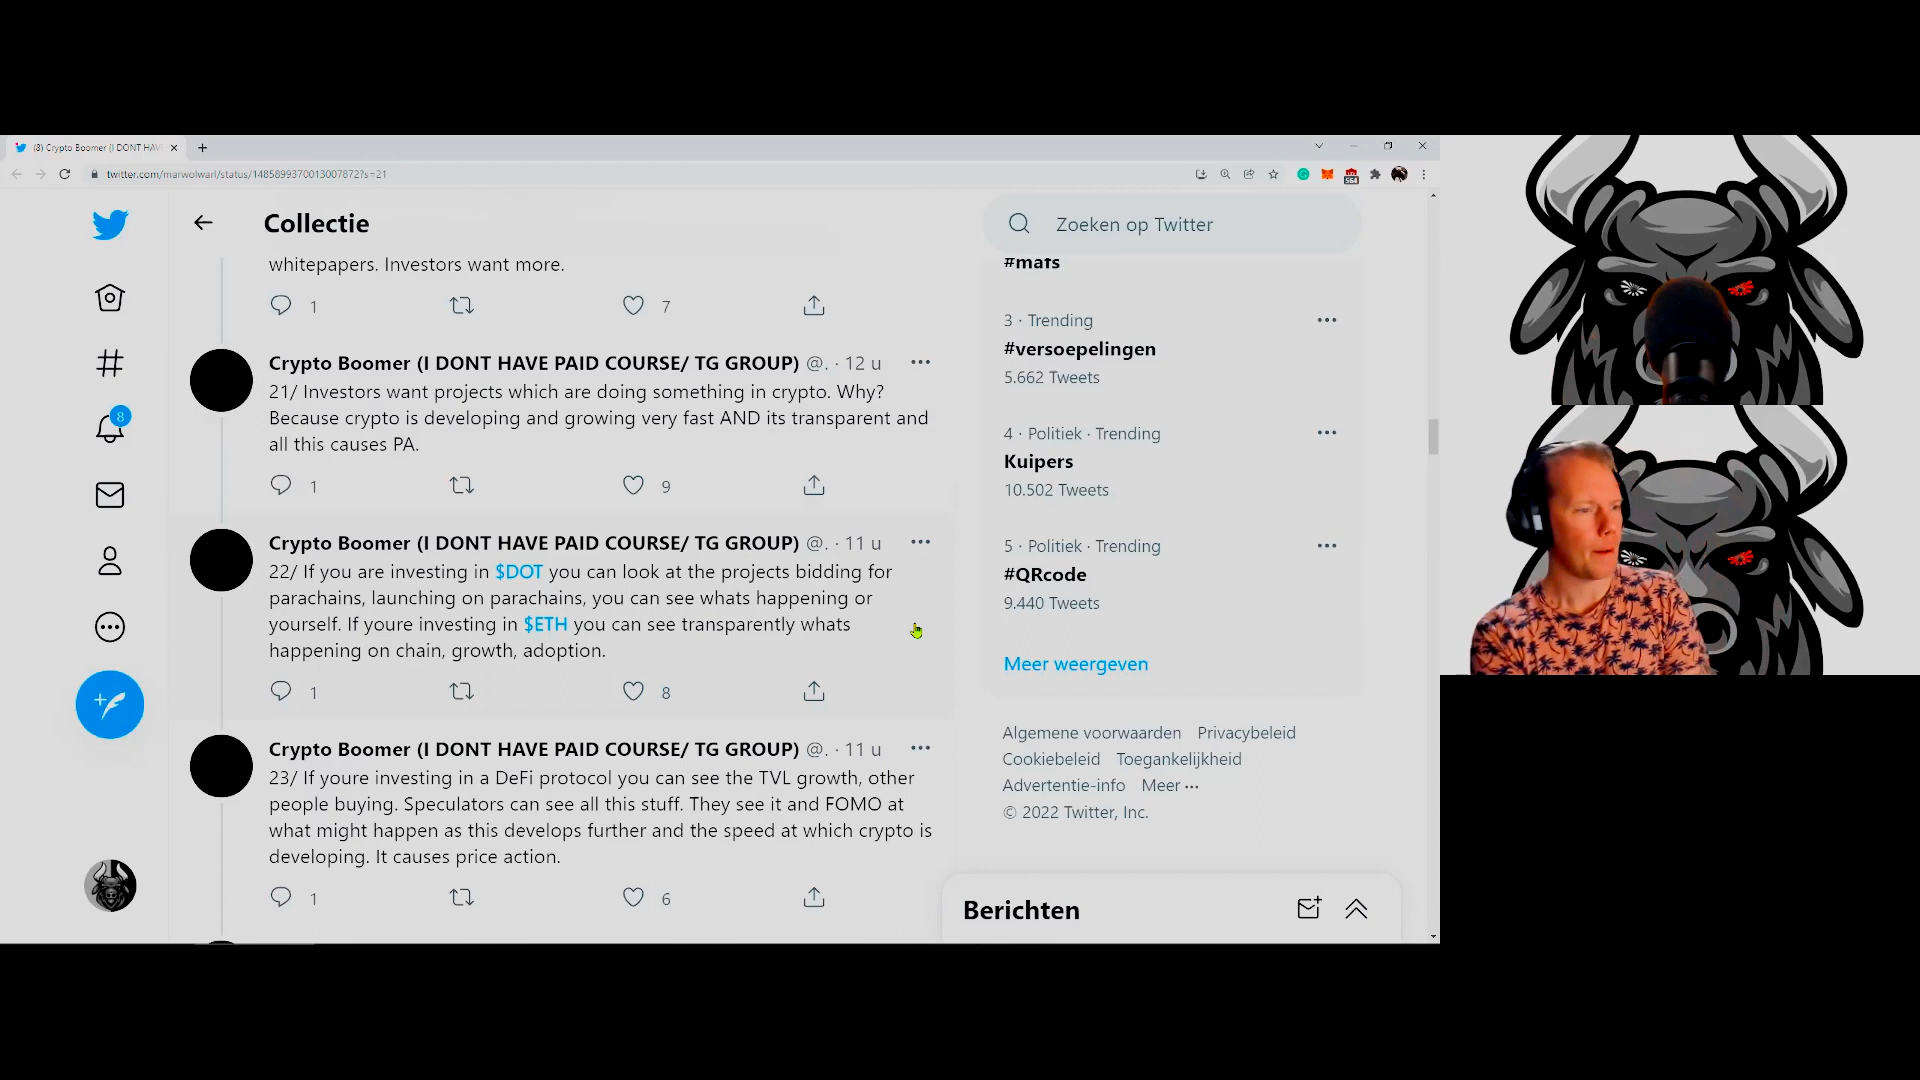 (8) Crypto Boomer (I DONT HAV
twitter.com/marwolwarl/status/1485899370013007872?s=21
564
Collectie
Zoeken op Twitter
whitepapers. Investors want more.
1 7
Crypto Boomer (I DONT HAVE PAID COURSE/ TG GROUP) @. · 12 u
21/ Investors want projects which are doing something in crypto. Why?
Because crypto is developing and growing very fast AND its transparent and
all this causes PA.
1 9
Crypto Boomer (I DONT HAVE PAID COURSE/ TG GROUP) @. · 11 u
22/ If you are investing in $DOT you can look at the projects bidding for
parachains, launching on parachains, you can see whats happening or
yourself. If youre investing in $ETH you can see transparently whats
happening on chain, growth, adoption.
1 8
Crypto Boomer (I DONT HAVE PAID COURSE/ TG GROUP) @. · 11 u
23/ If youre investing in a DeFi protocol you can see the TVL growth, other
people buying. Speculators can see all this stuff. They see it and FOMO at
what might happen as this develops further and the speed at which crypto is
developing. It causes price action.
1 6
8
#mafs
3 · Trending
#versoepelingen
5.662 Tweets
4 · Politiek · Trending
Kuipers
10.502 Tweets
5 · Politiek · Trending
#QRcode
9.440 Tweets
Meer weergeven
Algemene voorwaarden Privacybeleid
Cookiebeleid Toegankelijkheid
Advertentie-info Meer ···
© 2022 Twitter, Inc.
Berichten